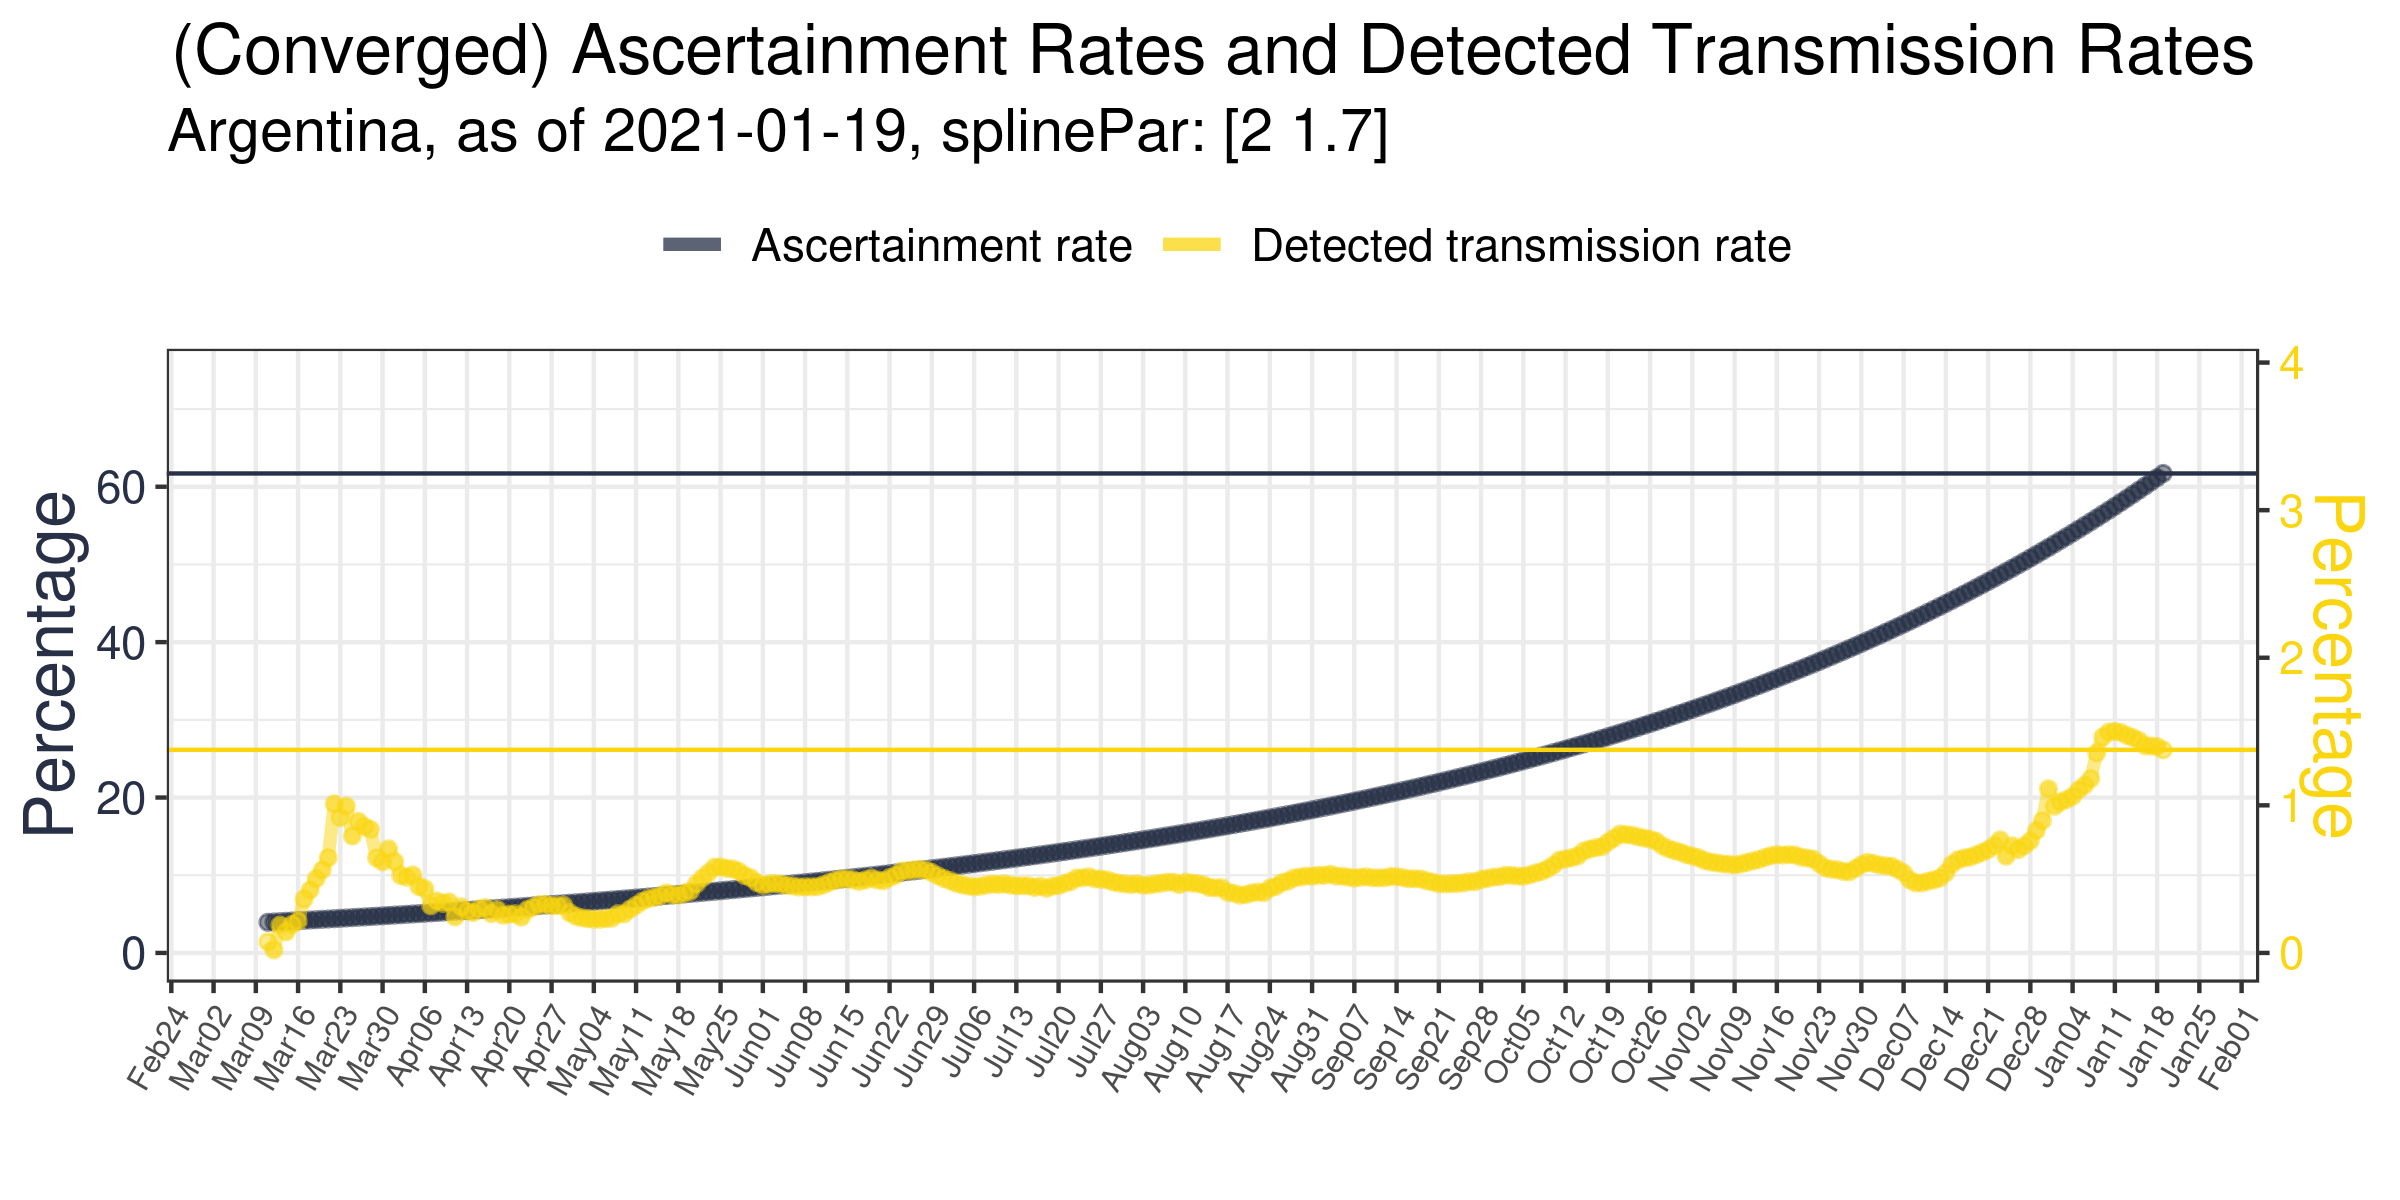 (Converged) Ascertainment Rates and Detected Transmission Rates
Argentina, as of 2021-01-19, splinePar: [2 1.7]
Ascertainment rate
Detected transmission rate
Percentage
60
40
20
0
4
3
2
1
0
Percentage
Feb24
Mar02
Mar09
Mar16
Mar23
Mar30
Apr06
Apr13
Apr20
Apr27
May04
May11
May18
May25
Jun01
Jun08
Jun15
Jun22
Jun29
Jul06
Jul13
Jul20
Jul27
Aug03
Aug10
Aug17
Aug24
Aug31
Sep07
Sep14
Sep21
Sep28
Oct05
Oct12
Oct19
Oct26
Nov02
Nov09
Nov16
Nov23
Nov30
Dec07
Dec14
Dec21
Dec28
Jan04
Jan11
Jan18
Jan25
Feb01